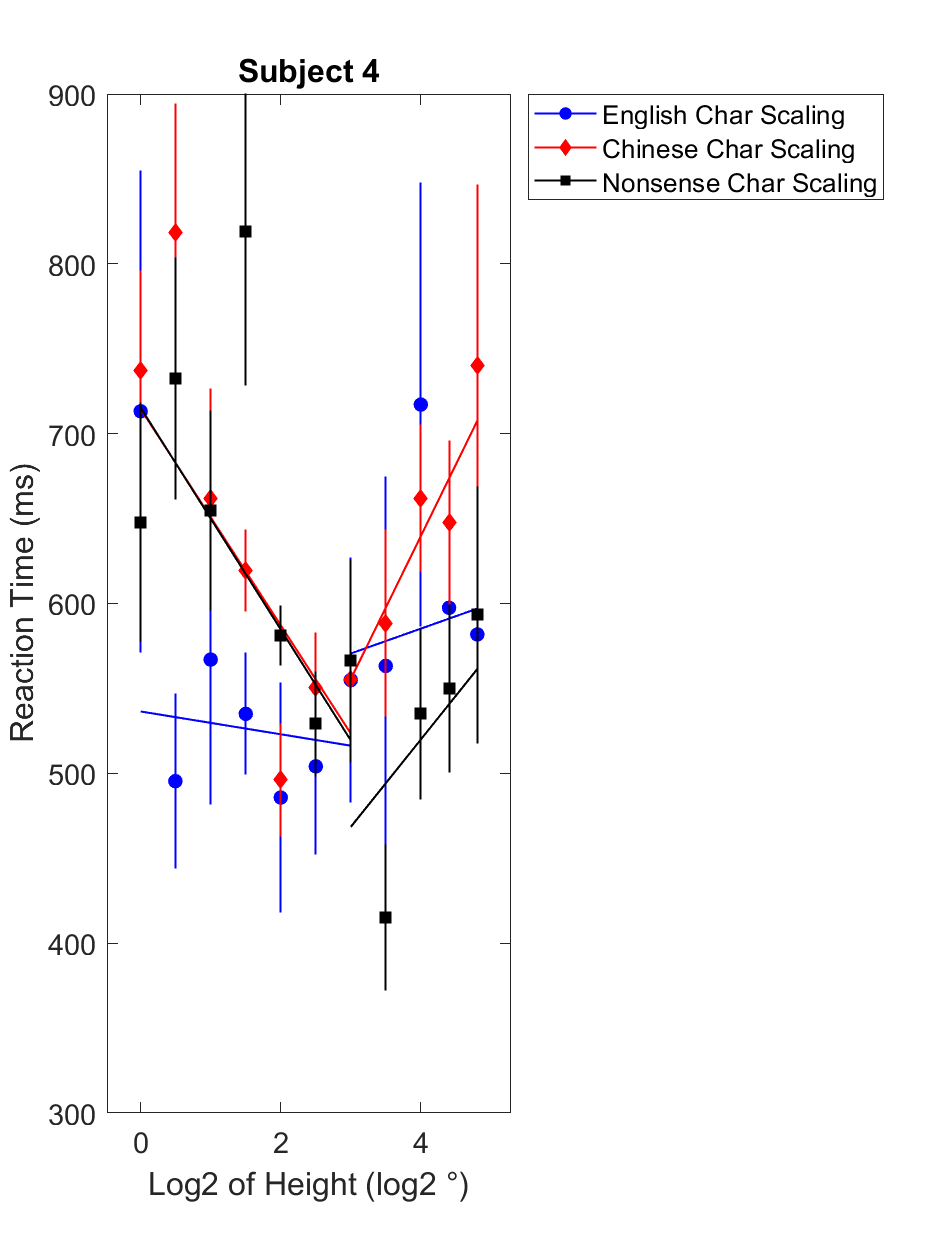 Subject 4
900
800
700
600
500
400
300
0 2 4
Reaction Time (ms)
Log2 of Height (log2 °)
English Char Scaling
Chinese Char Scaling
Nonsense Char Scaling